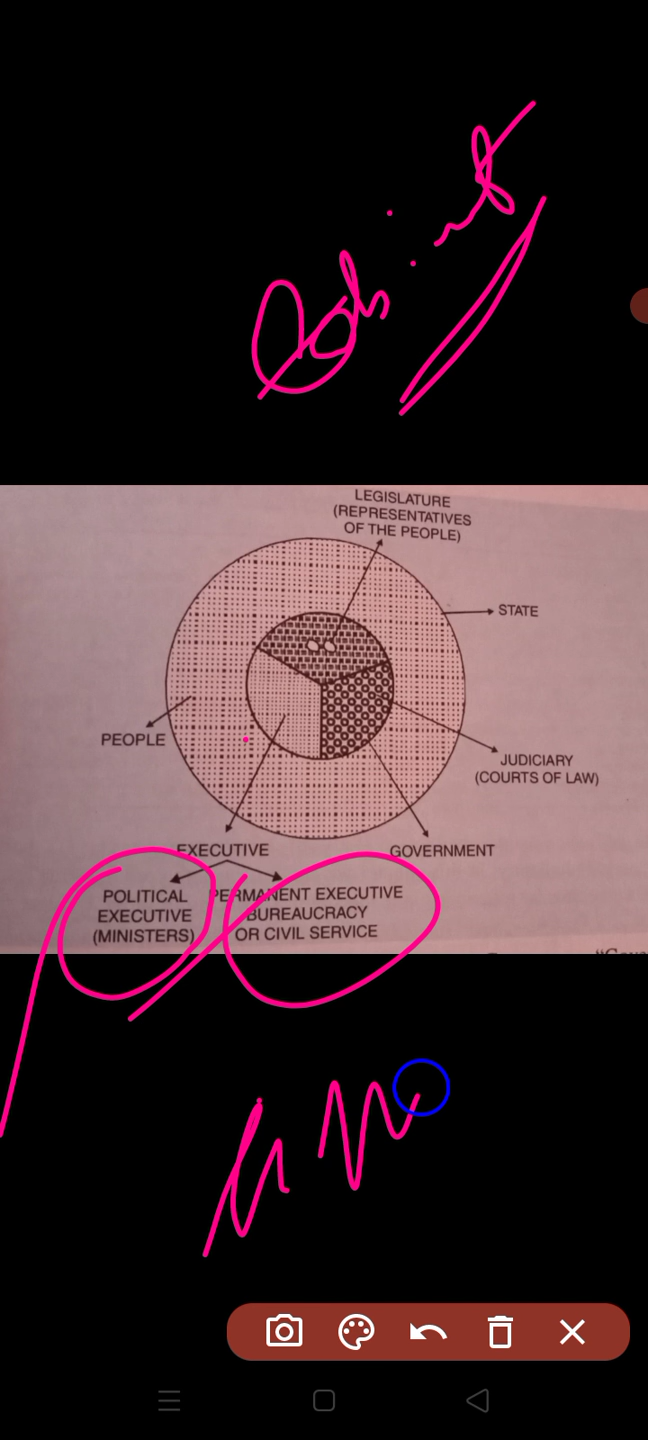 Cabinet
LEGISLATURE
(REPRESENTATIVES
OF THE PEOPLE)
STATE
PEOPLE
JUDICIARY
(COURTS OF LAW)
EXECUTIVE
GOVERNMENT
POLITICAL
EXECUTIVE
(MINISTERS)
PERMANENT EXECUTIVE
BUREAUCRACY
OR CIVIL SERVICE